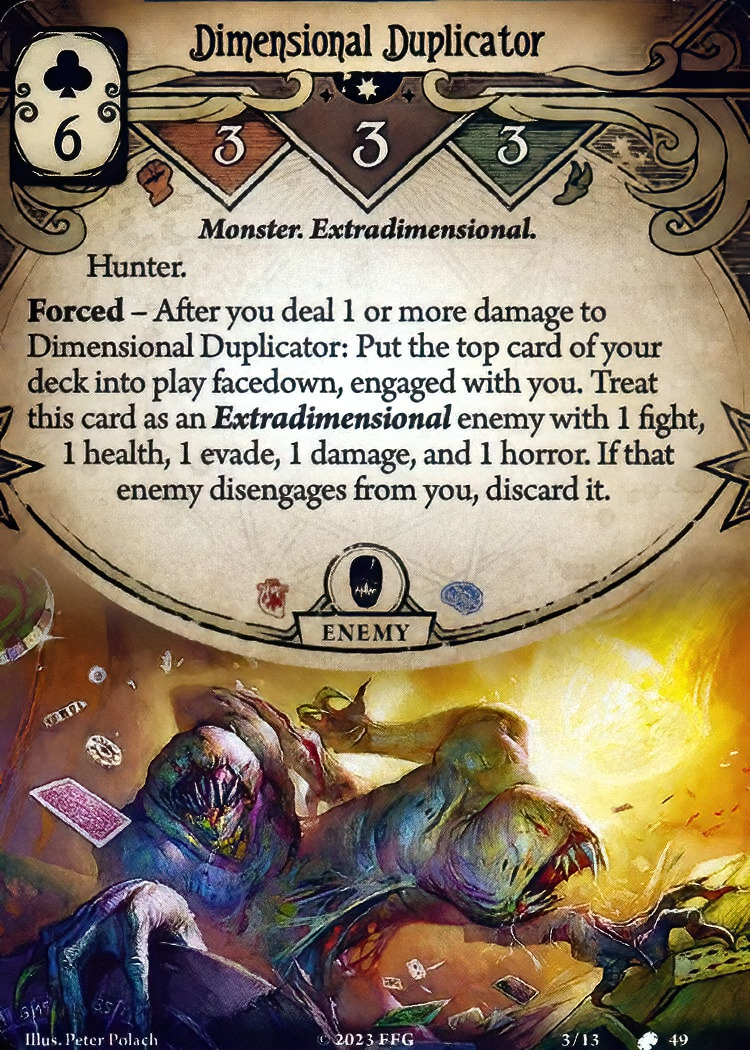 Dimensional Duplicator
6
3 3 3
Monster. Extradimensional.
Hunter.
Forced – After you deal 1 or more damage to
Dimensional Duplicator: Put the top card of your
deck into play facedown, engaged with you. Treat
this card as an Extradimensional enemy with 1 fight,
1 health, 1 evade, 1 damage, and 1 horror. If that
enemy disengages from you, discard it.
ENEMY
Illus. Peter Polach
© 2023 FFG
3/13
49